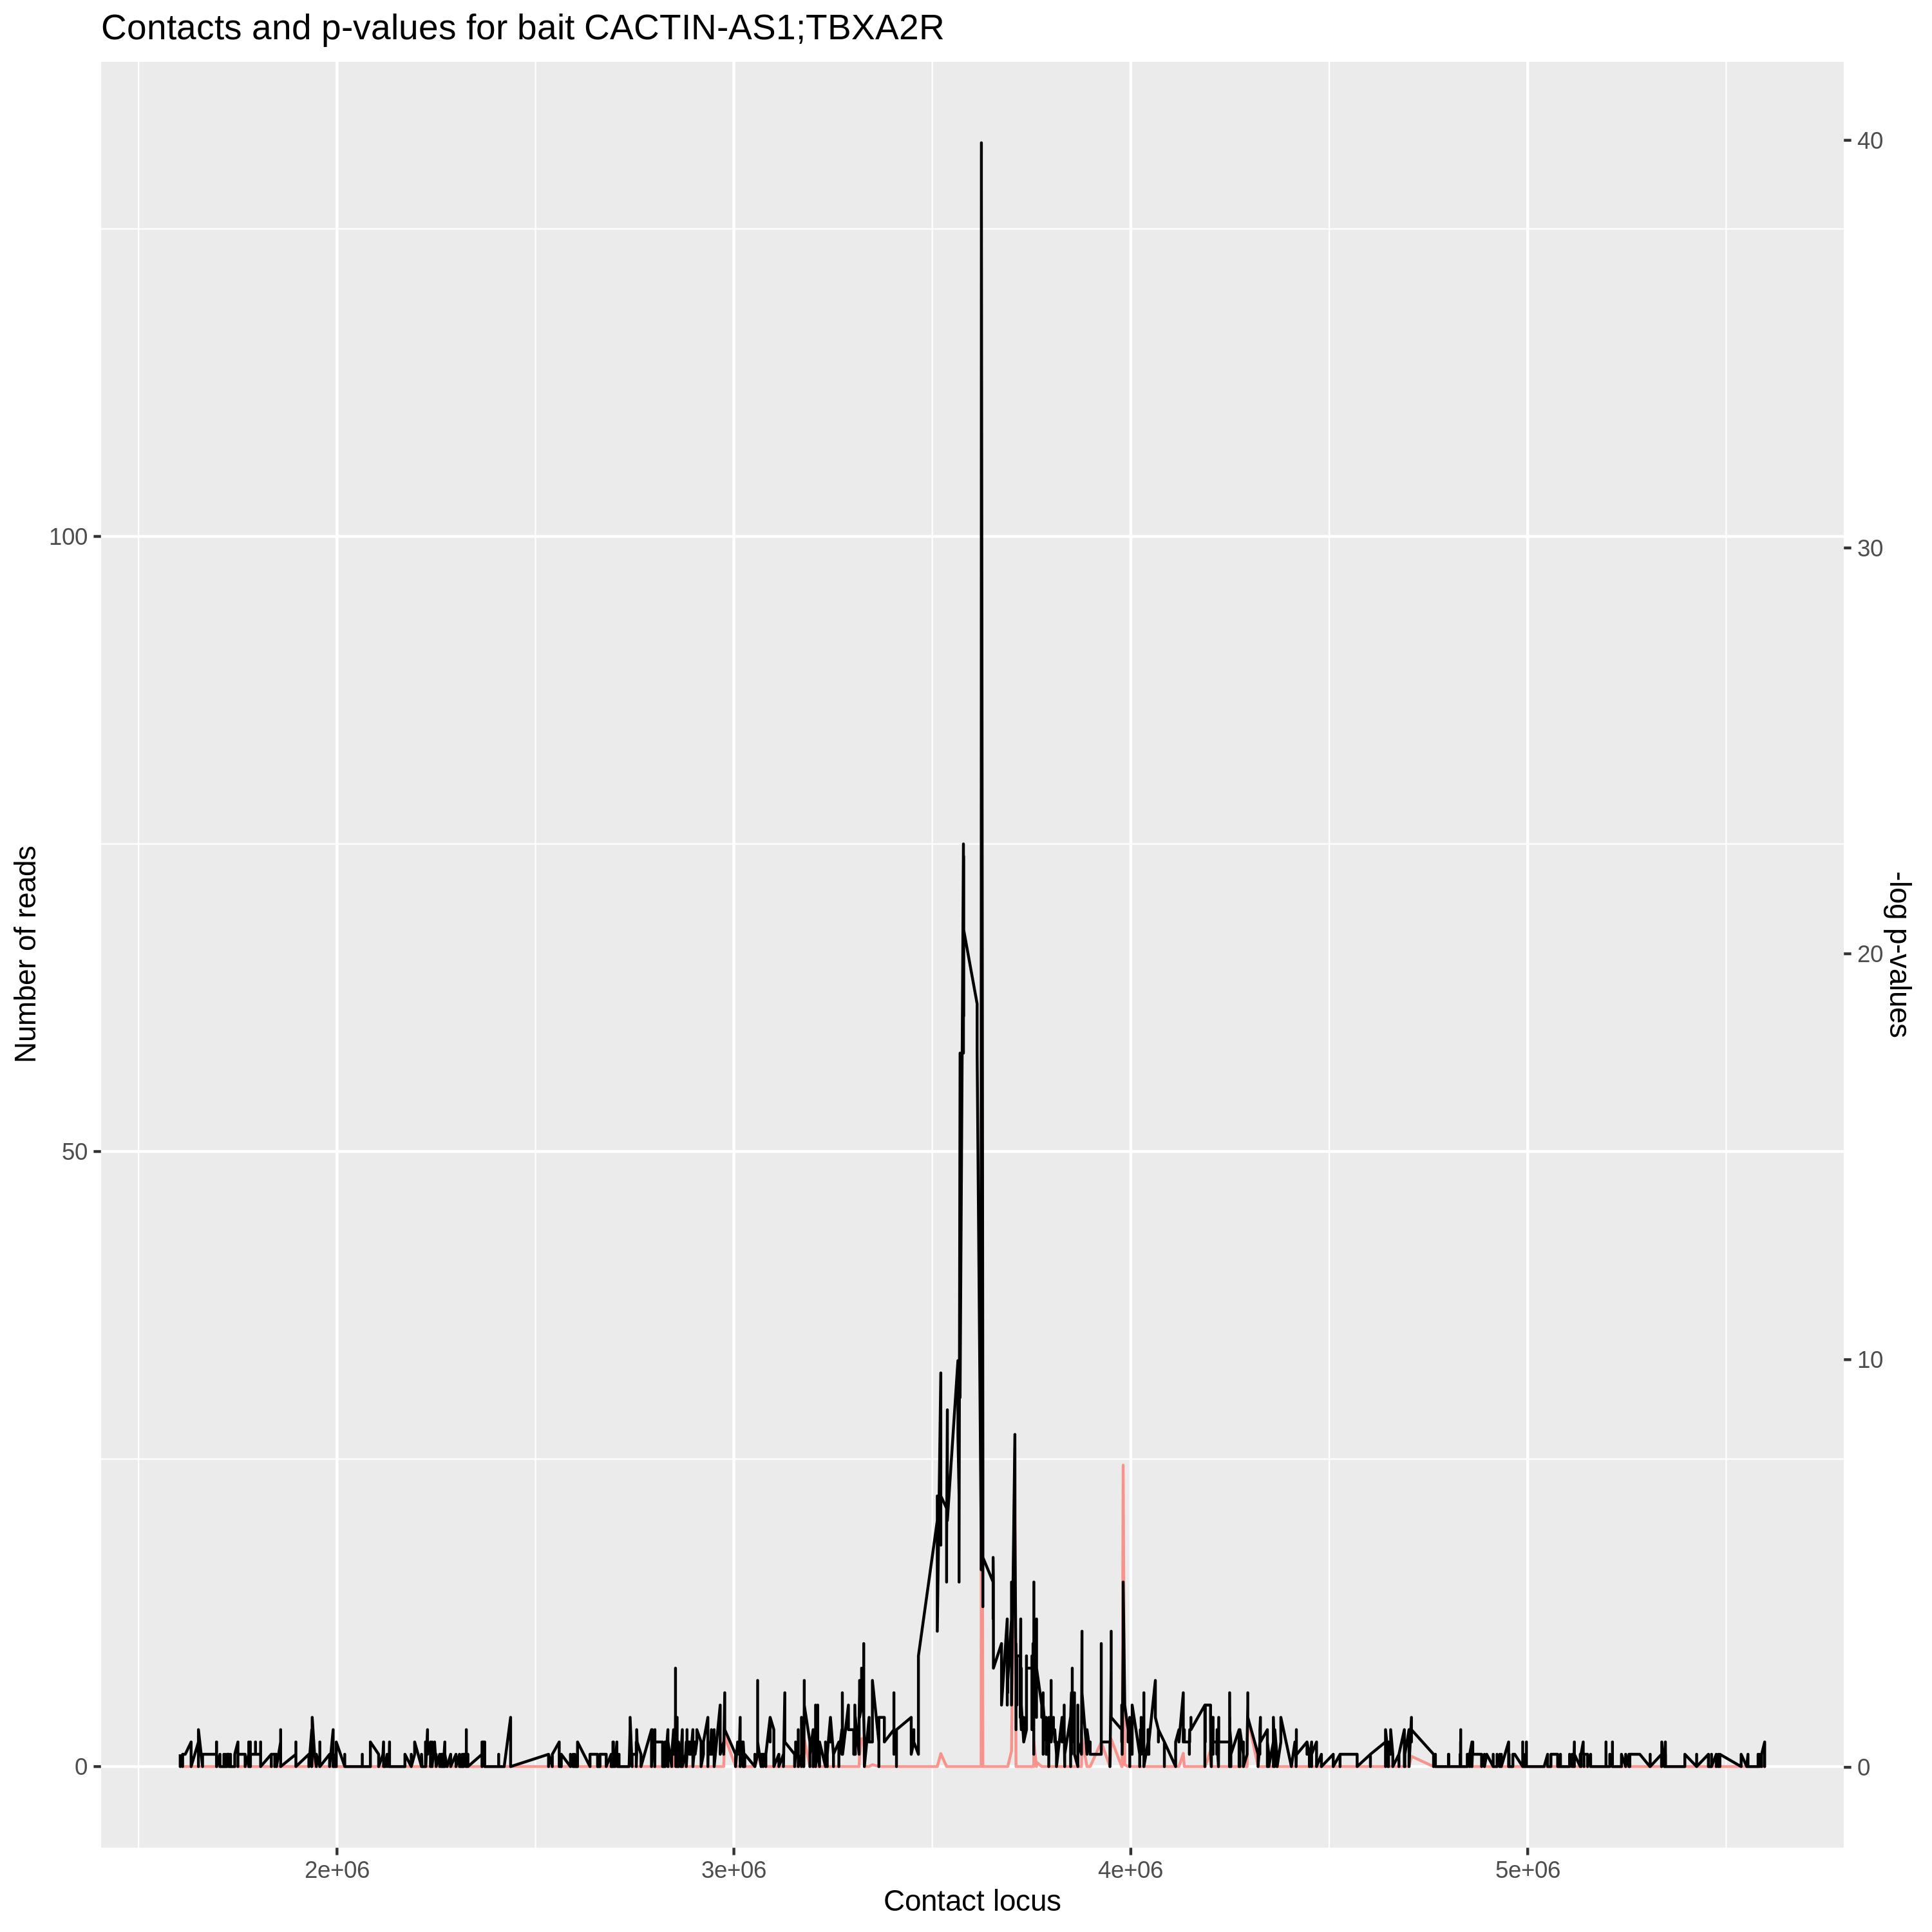 Contacts and p-values for bait CACTIN-AS1;TBXA2R
40
100
30
Number of reads
-log p-values
20
50
10
0
0
2e+06
3e+06
4e+06
5e+06
Contact locus